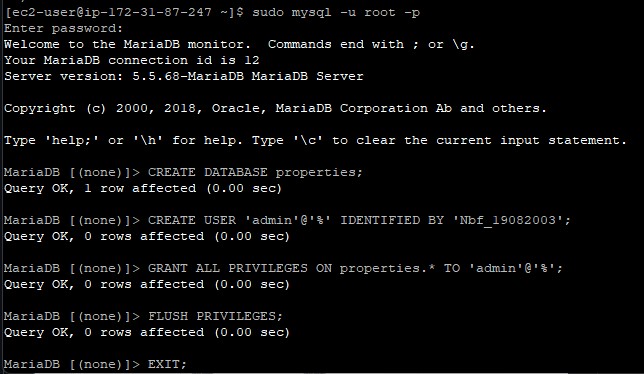 [ec2-user@ip-172-31-87-247 ~]$ sudo mysql -u root -p
Enter password:
Welcome to the MariaDB monitor.  Commands end with ; or \g.
Your MariaDB connection id is 12
Server version: 5.5.68-MariaDB MariaDB Server
Copyright (c) 2000, 2018, Oracle, MariaDB Corporation Ab and others.
Type 'help;' or '\h' for help. Type '\c' to clear the current input statement.
MariaDB [(none)]> CREATE DATABASE properties;
Query OK, 1 row affected (0.00 sec)
MariaDB [(none)]> CREATE USER 'admin'@'%' IDENTIFIED BY 'Nbf_19082003';
Query OK, 0 rows affected (0.00 sec)
MariaDB [(none)]> GRANT ALL PRIVILEGES ON properties.* TO 'admin'@'%';
Query OK, 0 rows affected (0.00 sec)
MariaDB [(none)]> FLUSH PRIVILEGES;
Query OK, 0 rows affected (0.00 sec)
MariaDB [(none)]> EXIT;